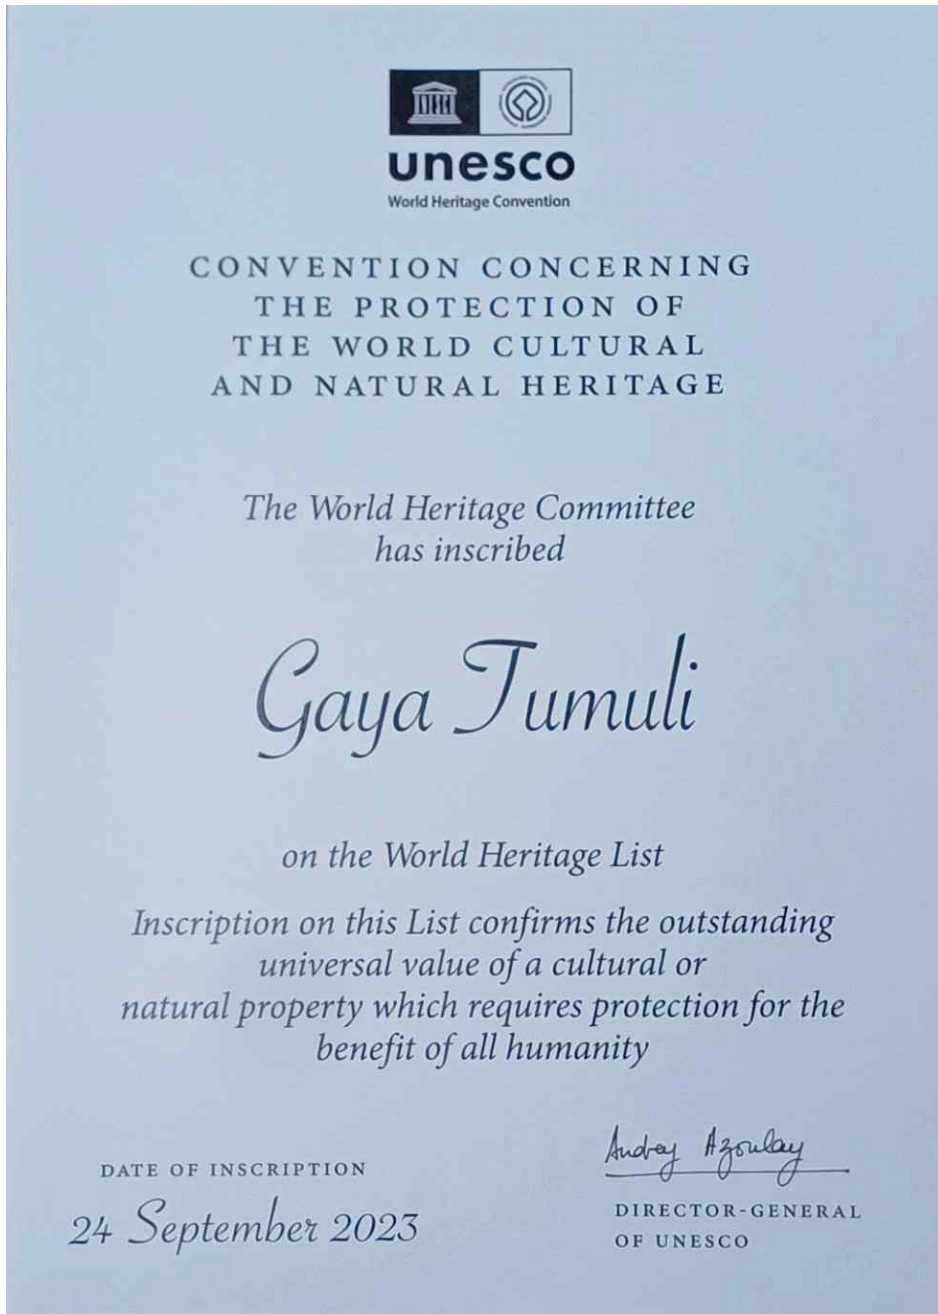 unesco
World Heritage Convention
CONVENTION CONCERNING
THE PROTECTION OF
THE WORLD CULTURAL
AND NATURAL HERITAGE
The World Heritage Committee
has inscribed
Gaya Tumuli
on the World Heritage List
Inscription on this List confirms the outstanding
universal value of a cultural or
natural property which requires protection for the
benefit of all humanity
Audrey Azoulay
DATE OF INSCRIPTION
24 September 2023
DIRECTOR-GENERAL
OF UNESCO